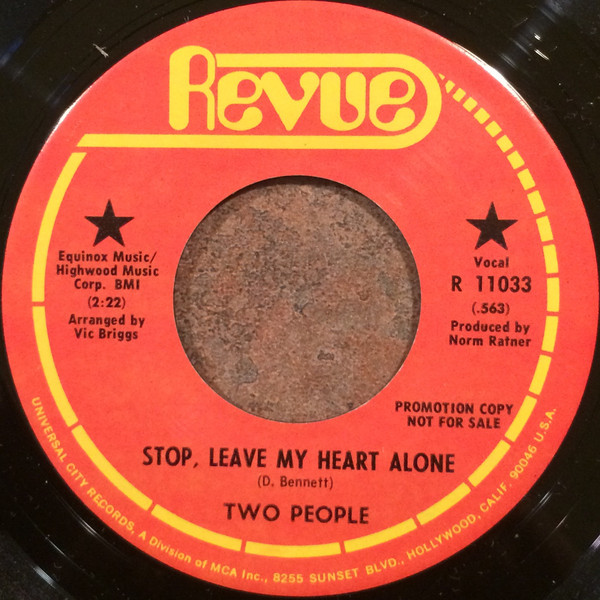 Revue
Equinox Music/
Highwood Music
Corp. BMI
(2:22)
Arranged by
Vic Briggs
Vocal
R 11033
(.563)
Produced by
Norm Ratner
PROMOTION COPY
NOT FOR SALE
STOP, LEAVE MY HEART ALONE
(D. Bennett)
TWO PEOPLE
UNIVERSAL CITY RECORDS, A Division of MCA Inc., 8255 SUNSET BLVD., HOLLYWOOD, CALIF. 90046 U.S.A.